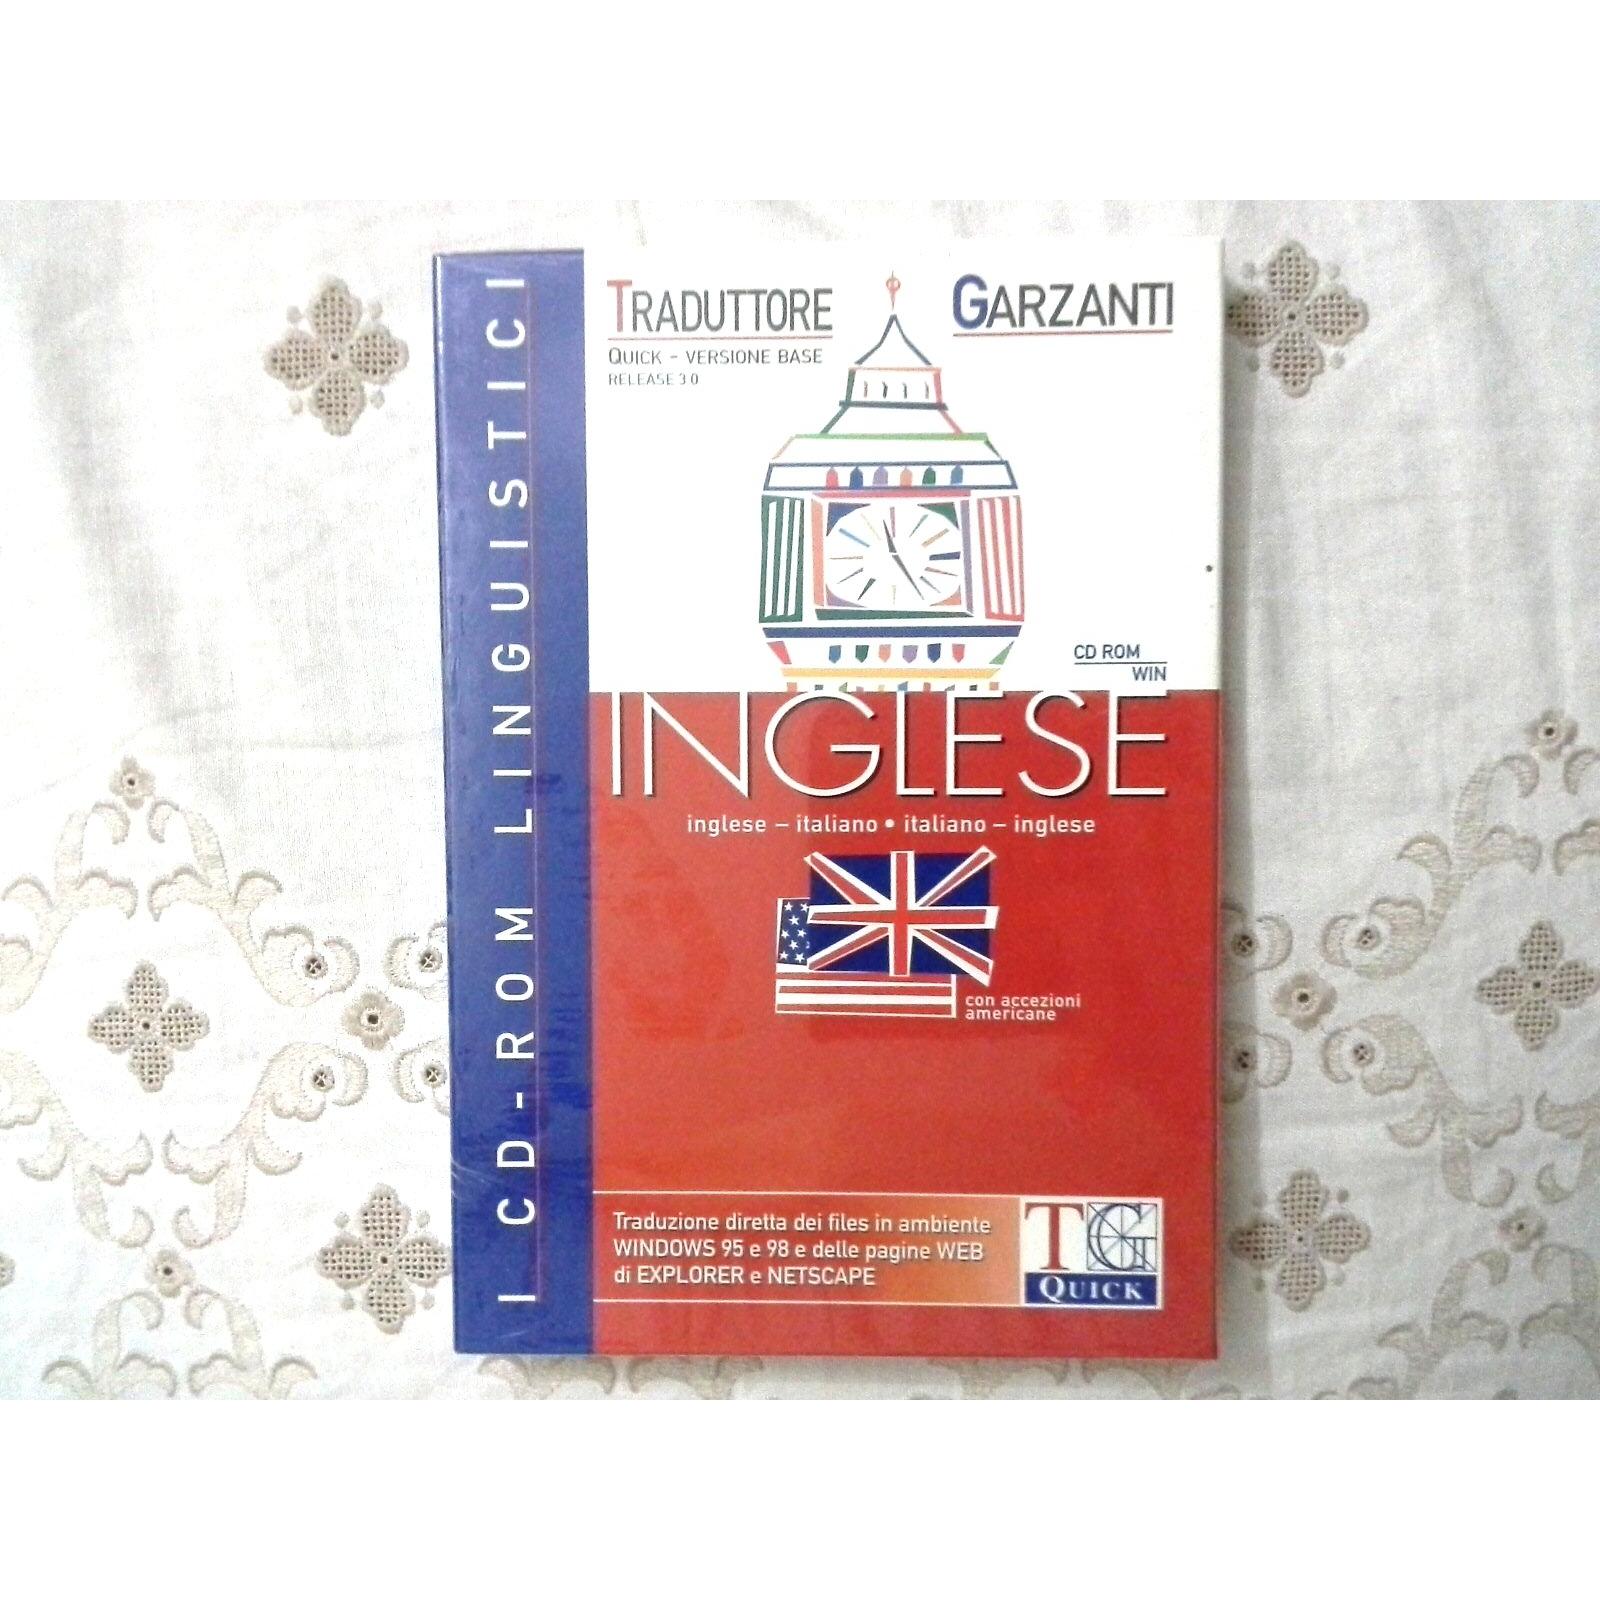 I CD-ROM LINGUISTICI
TRADUTTORE
QUICK - VERSIONE BASE
RELEASE 3.0
GARZANTI
CD ROM
WIN
INGLESE
inglese – italiano • italiano – inglese
con accezioni
americane
Traduzione diretta dei files in ambiente
WINDOWS 95 e 98 e delle pagine WEB
di EXPLORER e NETSCAPE
TG
QUICK